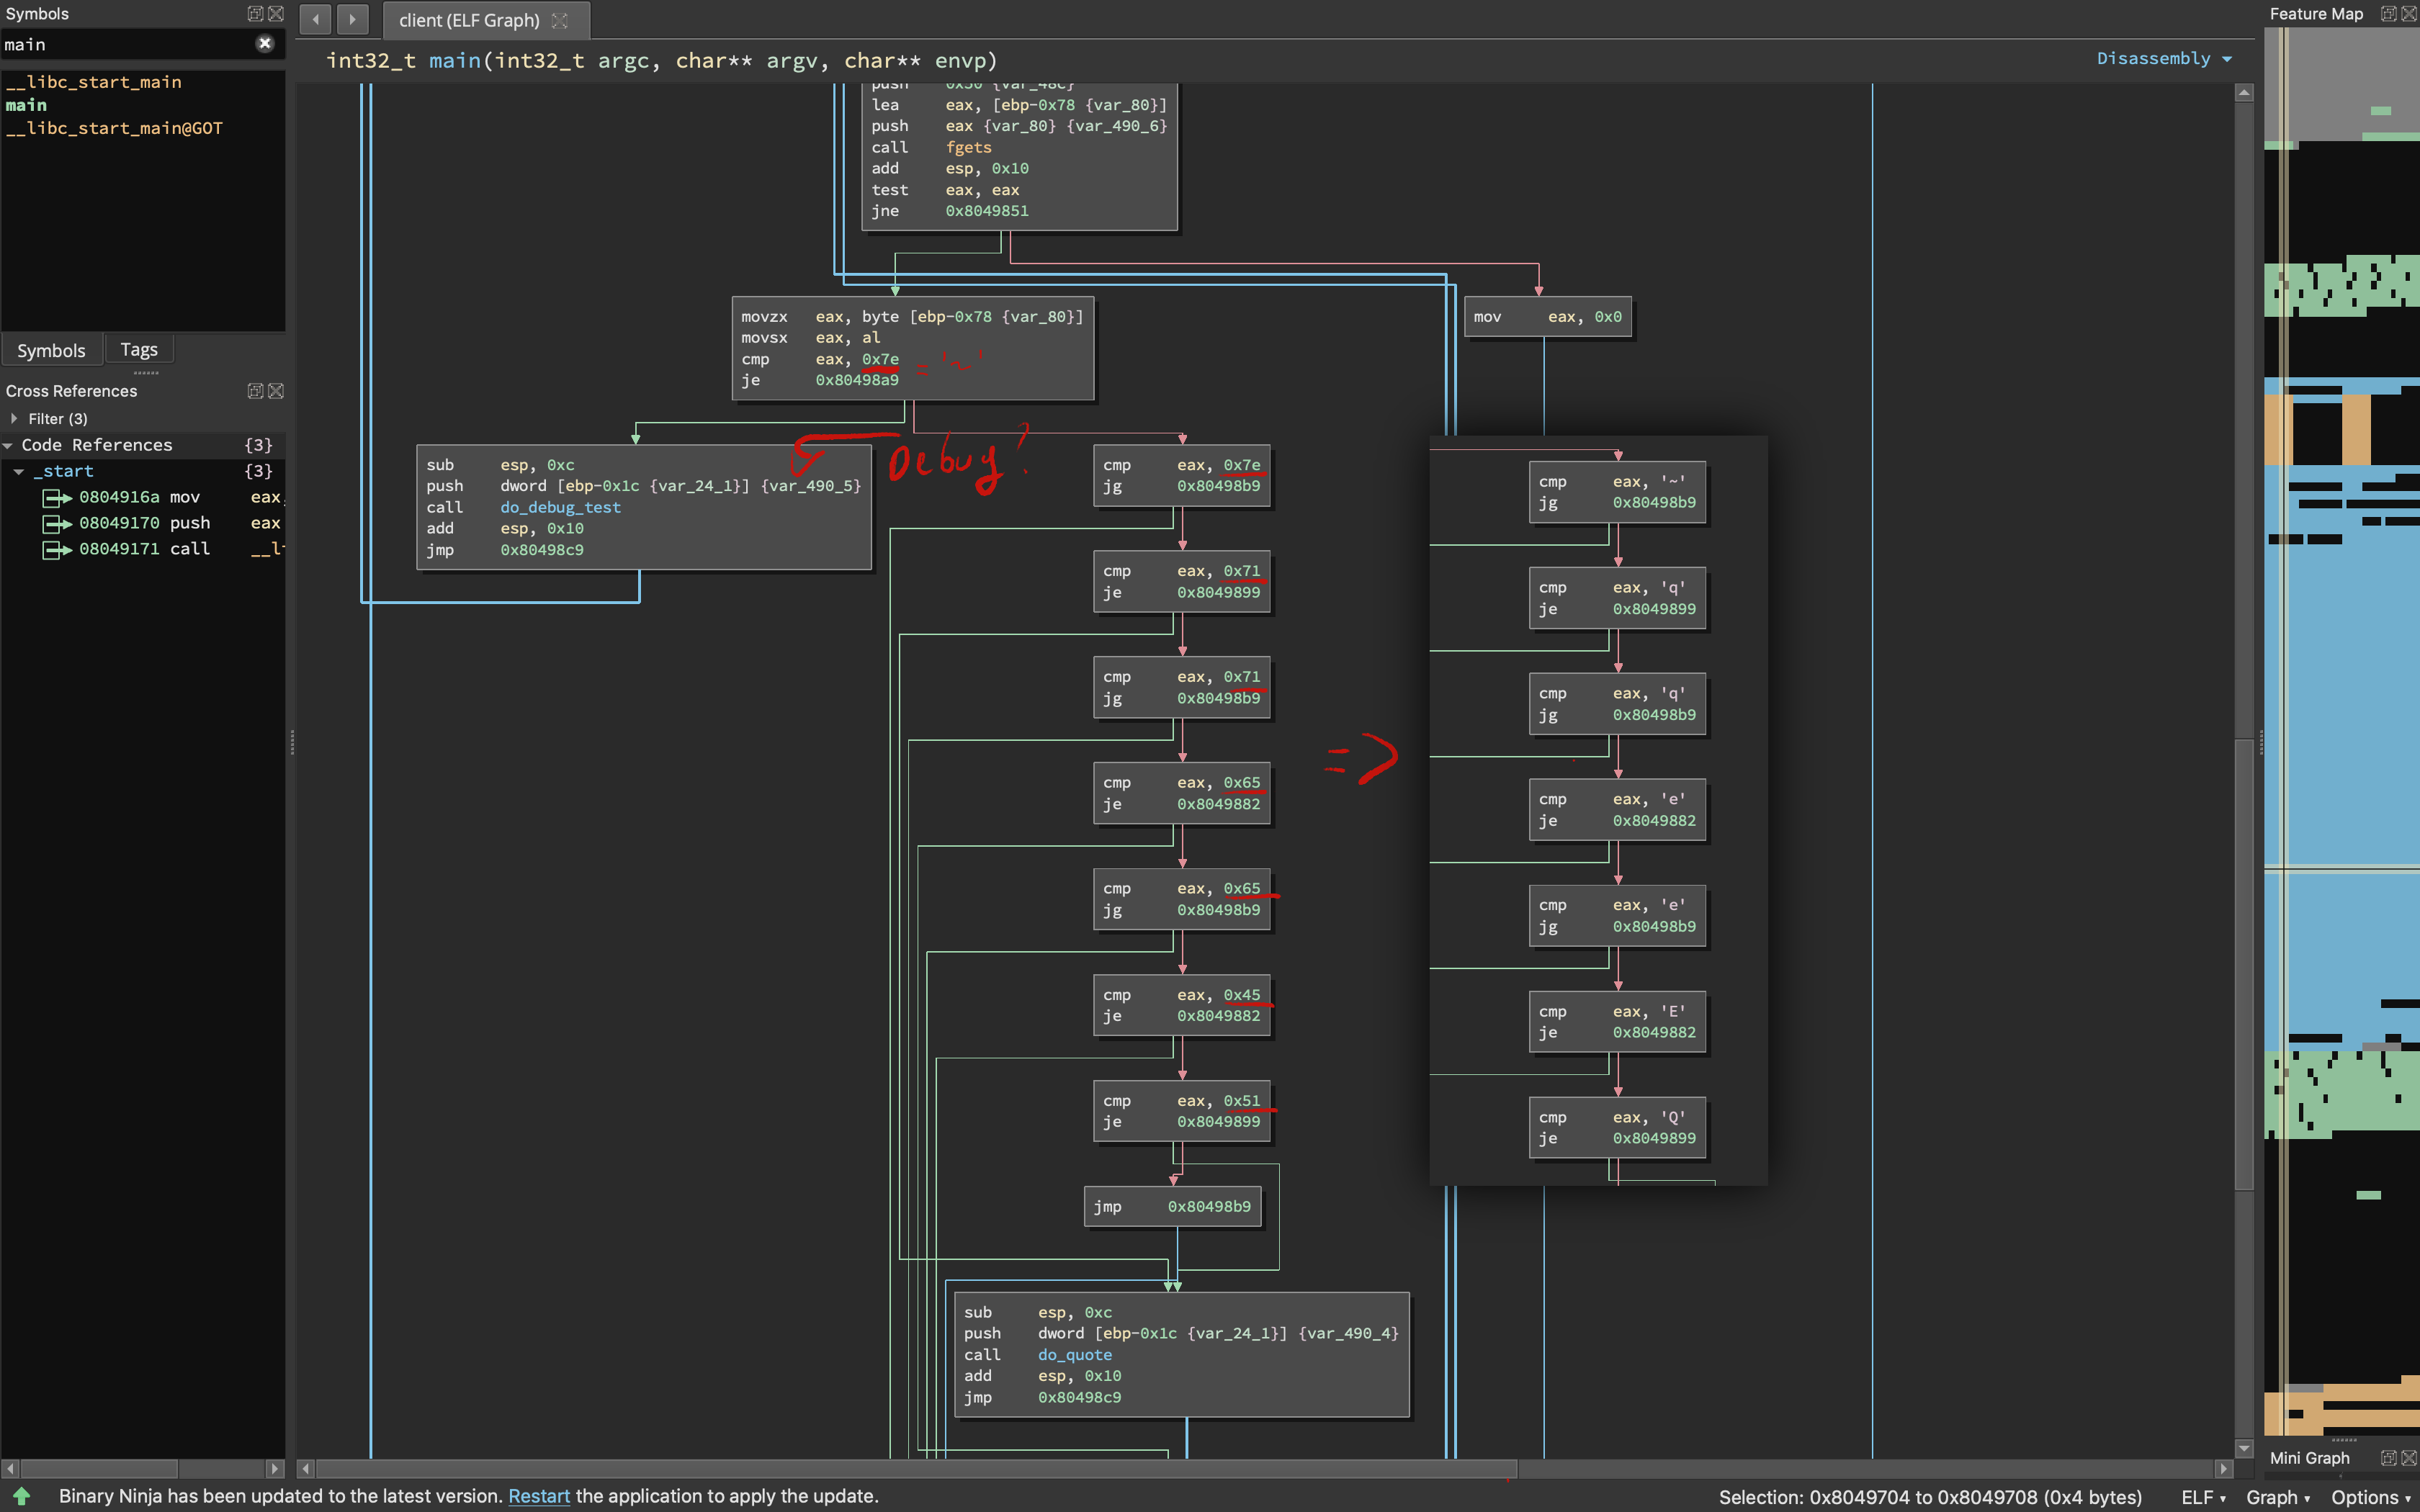 Symbols
main
__libc_start_main
main
__libc_start_main@GOT
Symbols
Tags
Cross References
Filter (3)
Code References {3}
_start {3}
0804916a mov eax,
08049170 push eax
08049171 call
client (ELF Graph)
int32_t main(int32_t argc, char** argv, char** envp)
Disassembly
push 0x50 {var_48c}
lea eax, [ebp-0x78 {var_80}]
push eax {var_80} {var_490_6}
call fgets
add esp, 0x10
test eax, eax
jne 0x8049851
movzx eax, byte [ebp-0x78 {var_80}]
movsx eax, al
cmp eax, 0x7e = '~'
je 0x80498a9
mov eax, 0x0
Debug?
sub esp, 0xc
push dword [ebp-0x1c {var_24_1}] {var_490_5}
call do_debug_test
add esp, 0x10
jmp 0x80498c9
cmp eax, 0x7e
jg 0x80498b9
cmp eax, 0x71
je 0x8049899
cmp eax, 0x71
jg 0x80498b9
cmp eax, 0x65
je 0x8049882
cmp eax, 0x65
jg 0x80498b9
cmp eax, 0x45
je 0x8049882
cmp eax, 0x51
je 0x8049899
jmp 0x80498b9
=>
cmp eax, '~'
jg 0x80498b9
cmp eax, 'q'
je 0x8049899
cmp eax, 'q'
jg 0x80498b9
cmp eax, 'e'
je 0x8049882
cmp eax, 'e'
jg 0x80498b9
cmp eax, 'E'
je 0x8049882
cmp eax, 'Q'
je 0x8049899
sub esp, 0xc
push dword [ebp-0x1c {var_24_1}] {var_490_4}
call do_quote
add esp, 0x10
jmp 0x80498c9
Feature Map
Mini Graph
Binary Ninja has been updated to the latest version. Restart the application to apply the update.
Selection: 0x8049704 to 0x8049708 (0x4 bytes)
ELF
Graph
Options